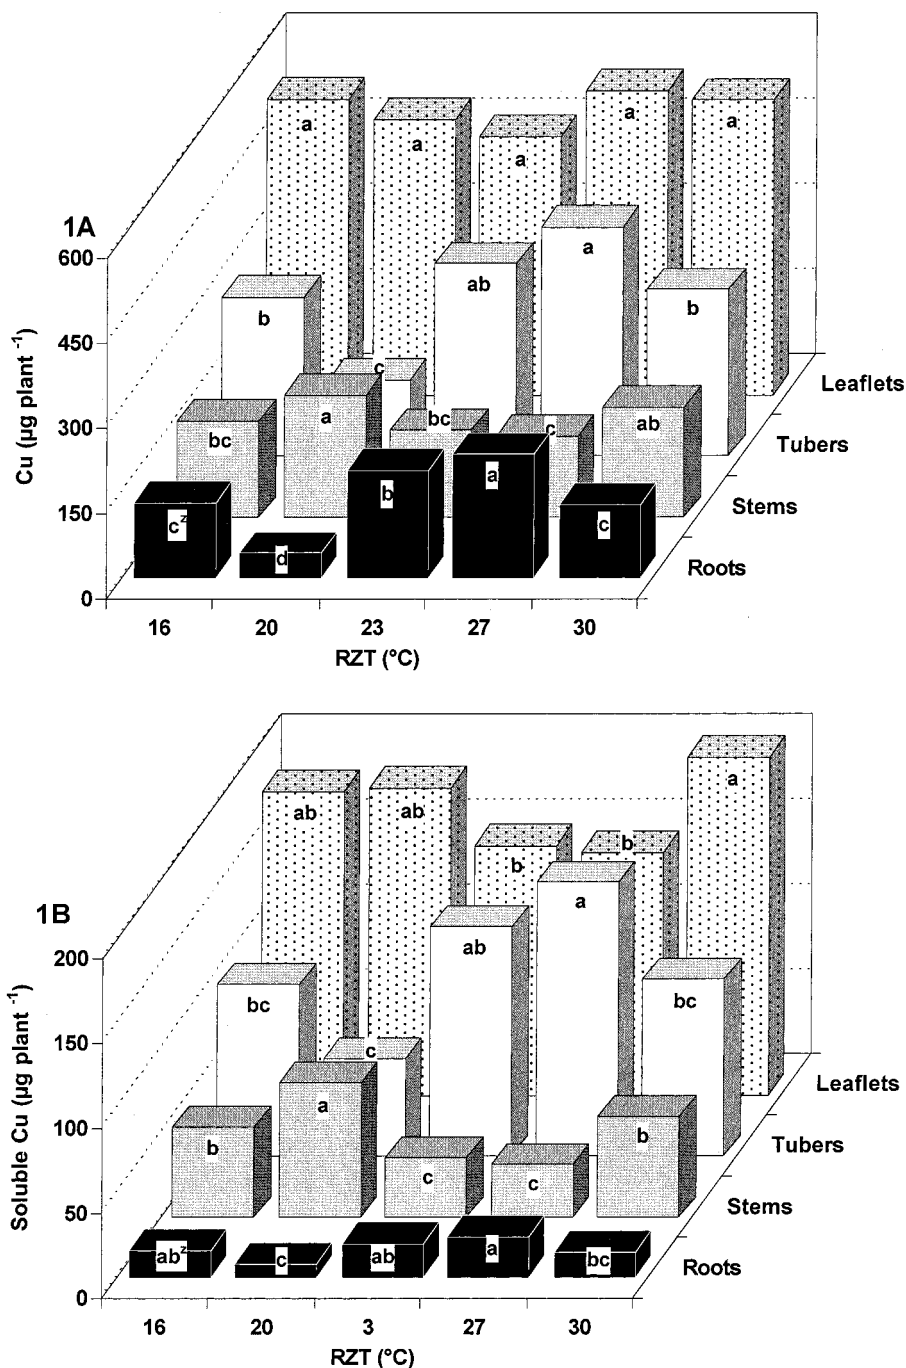 1A
600
450
300
150
0
Cu (µg plant -1)
a a a a a
b c ab a b
bc a bc c ab
cz d b a c
Leaflets
Tubers
Stems
Roots
16 20 23 27 30
RZT (°C)
1B
200
150
100
50
0
Soluble Cu (µg plant -1)
ab ab b b a
bc c ab a bc
b a c c b
abz c ab a bc
Leaflets
Tubers
Stems
Roots
16 20 3 27 30
RZT (°C)